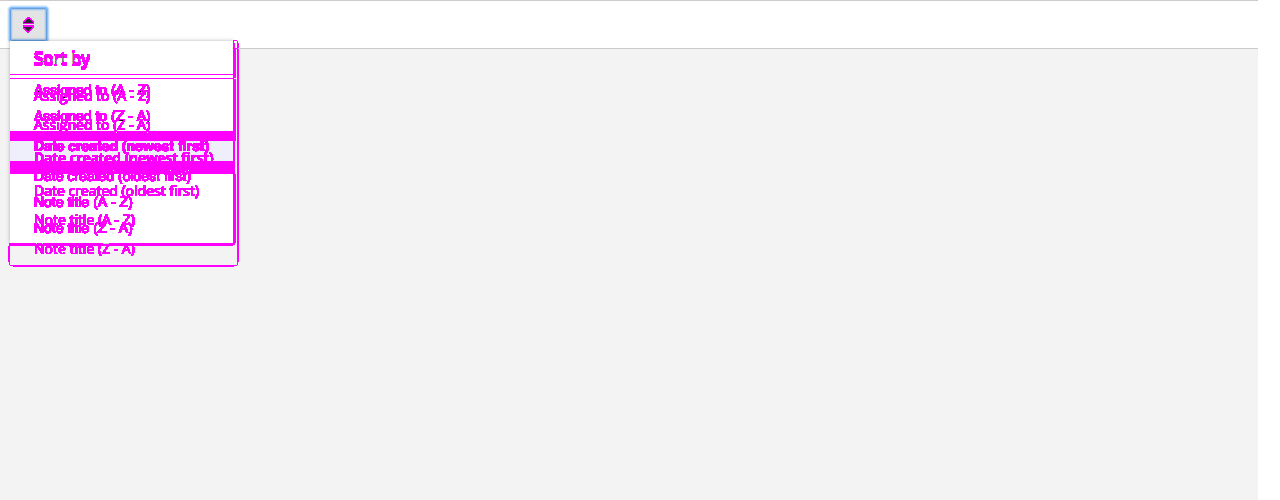 Sort by
Assigned to (A - Z)
Assigned to (A - Z)
Assigned to (Z - A)
Assigned to (Z - A)
Date created (newest first)
Date created (newest first)
Date created (oldest first)
Date created (oldest first)
Note title (A - Z)
Note title (A - Z)
Note title (Z - A)
Note title (Z - A)